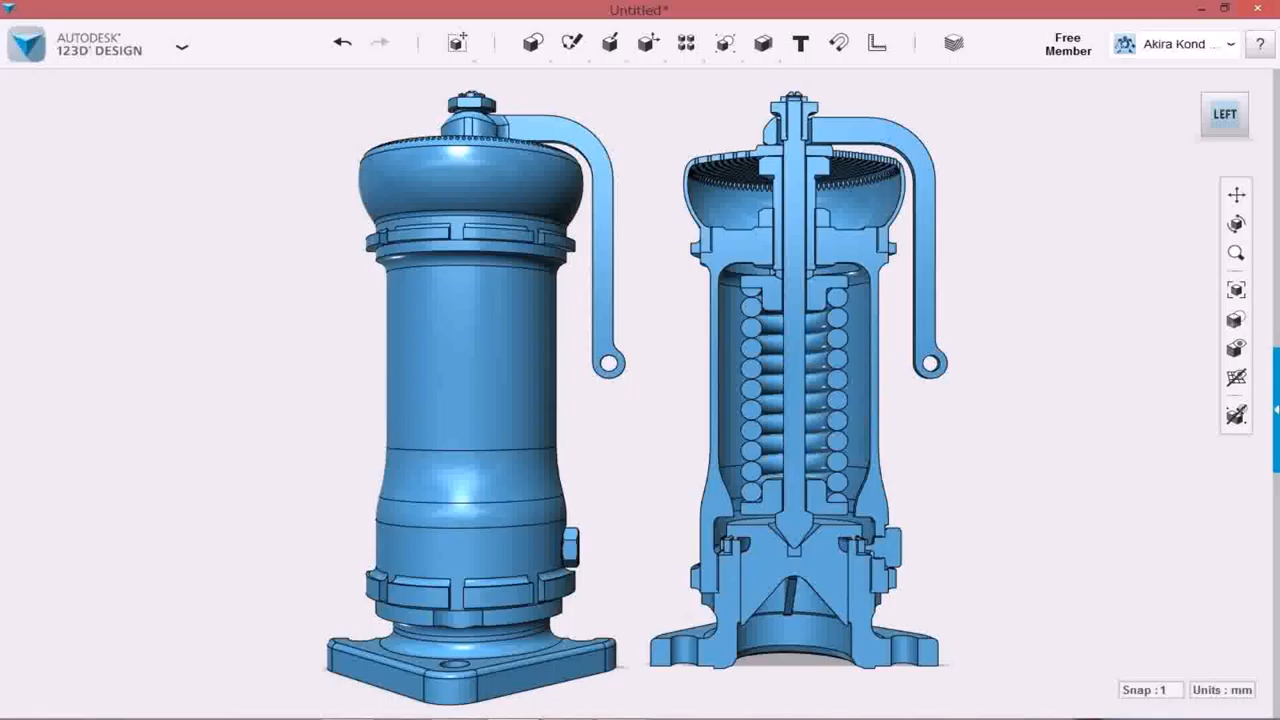 Untitled*
AUTODESK®
123D® DESIGN
Free
Member
Akira Kond ...
?
LEFT
Snap : 1
Units : mm